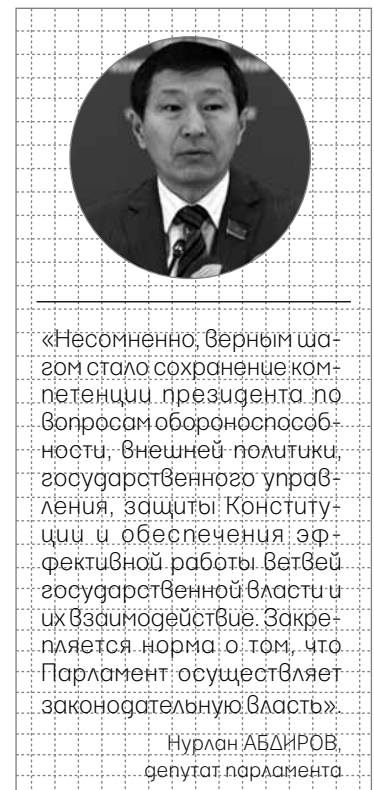 «Несомненно, верным ша-
гом стало сохранение ком-
петенции президента по
вопросам обороноспособ-
ности, внешней политики,
государственного управ-
ления, защиты Конститу-
ции и обеспечения эф-
фективной работы ветвей
государственной власти и
их взаимодействие. Закре-
пляется норма о том, что
Парламент осуществляет
законодательную власть».
Нурлан АБДИРОВ,
депутат парламента